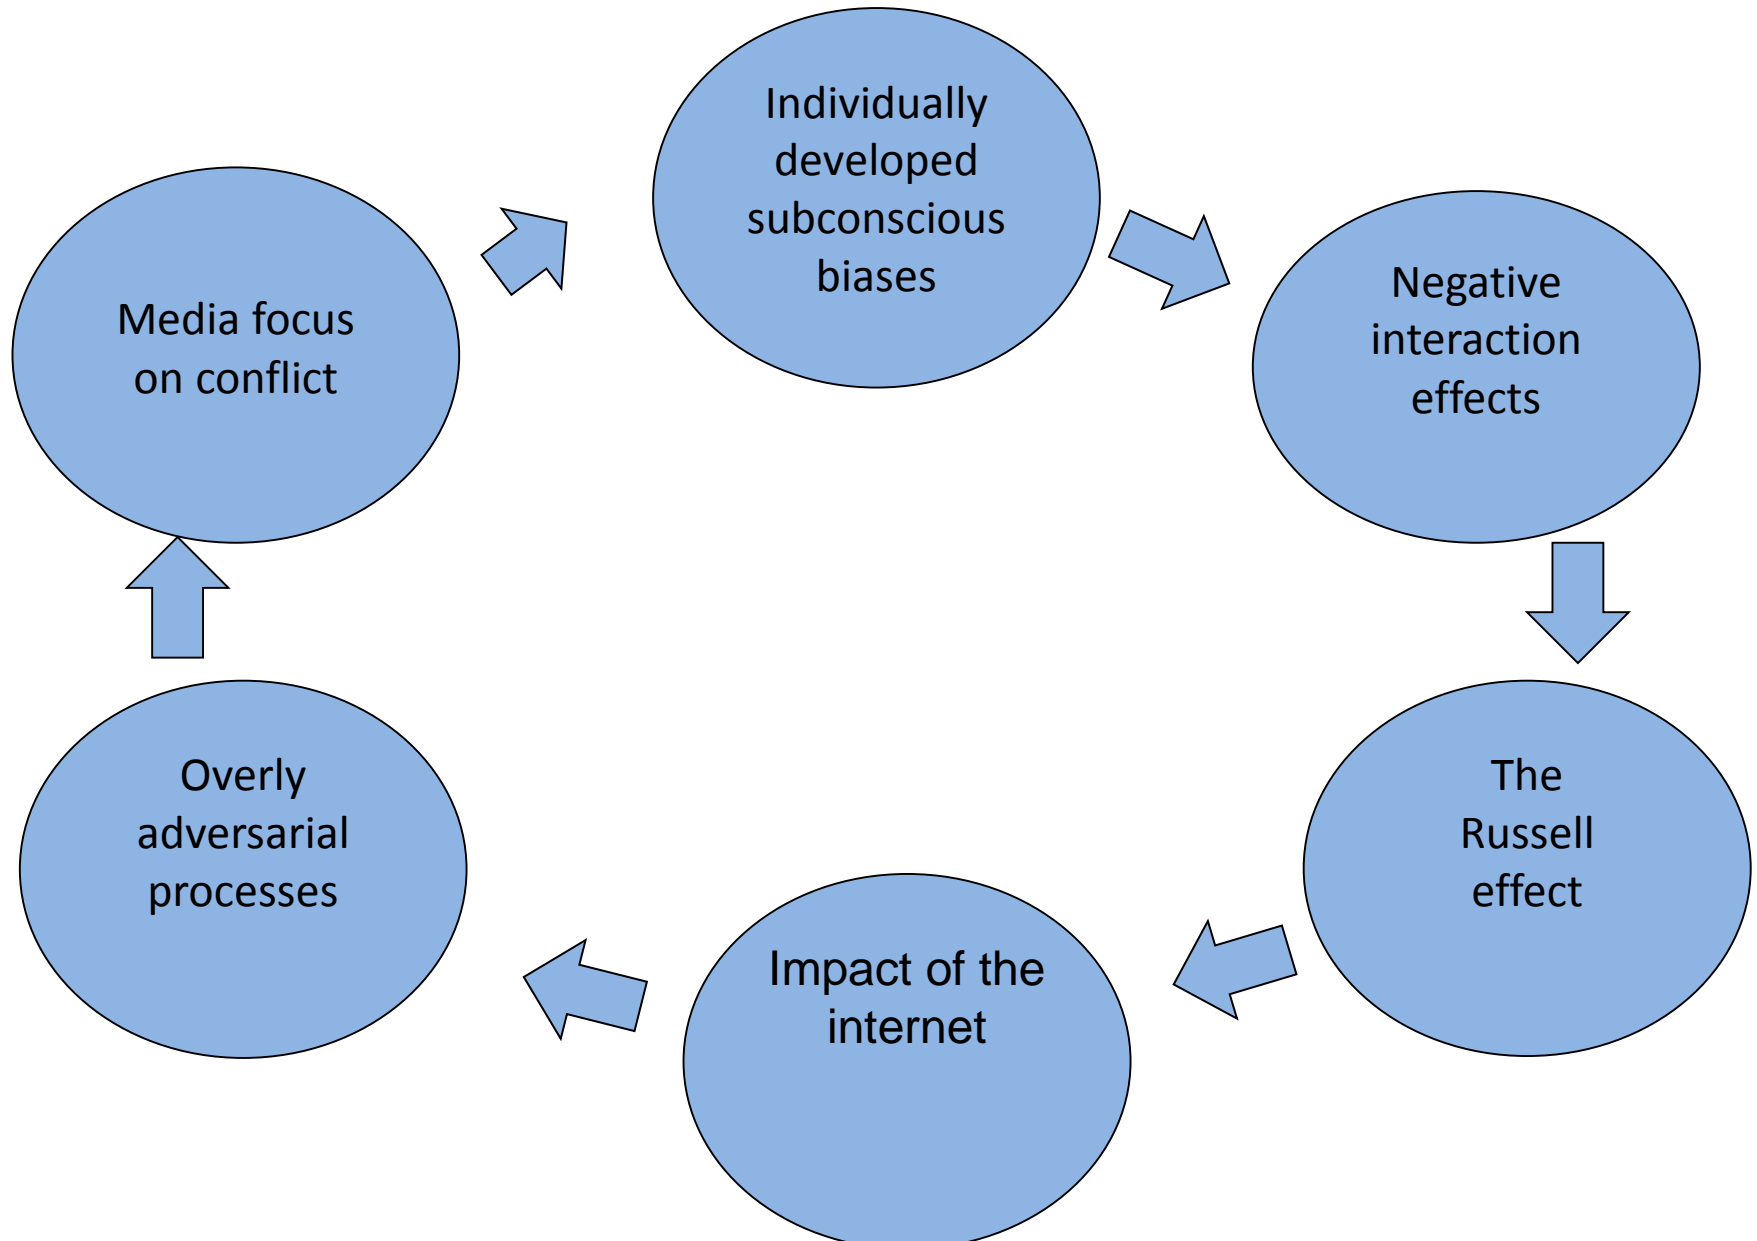 Individually
developed
subconscious
biases
Negative
interaction
effects
The
Russell
effect
Impact of the
internet
Overly
adversarial
processes
Media focus
on conflict